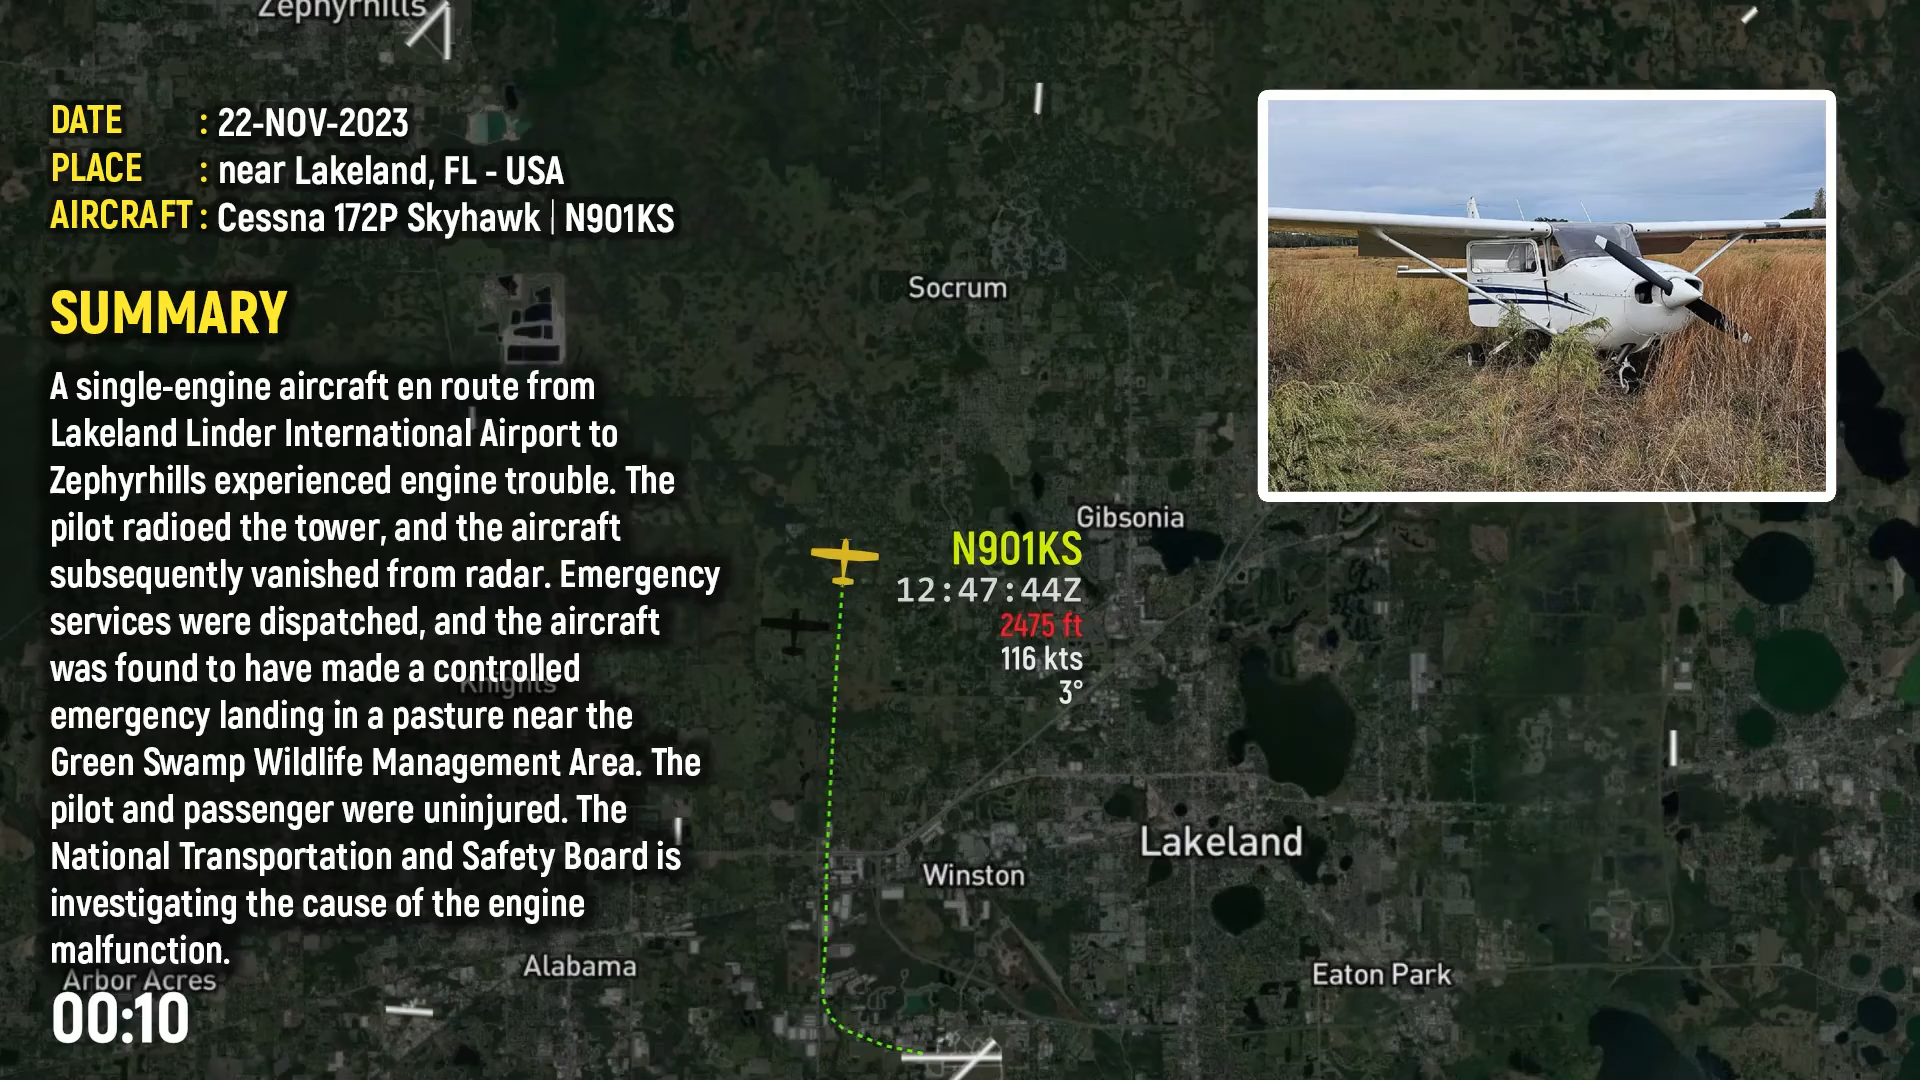 Zephyrhills
DATE : 22-NOV-2023
PLACE : near Lakeland, FL - USA
AIRCRAFT : Cessna 172P Skyhawk | N901KS
SUMMARY
A single-engine aircraft en route from
Lakeland Linder International Airport to
Zephyrhills experienced engine trouble. The
pilot radioed the tower, and the aircraft
subsequently vanished from radar. Emergency
services were dispatched, and the aircraft
was found to have made a controlled
emergency landing in a pasture near the
Green Swamp Wildlife Management Area. The
pilot and passenger were uninjured. The
National Transportation and Safety Board is
investigating the cause of the engine
malfunction.
00:10
Socrum
Gibsonia
N901KS
12:47:44Z
2475 ft
116 kts
3°
Knights
Lakeland
Winston
Alabama
Eaton Park
Arbor Acres